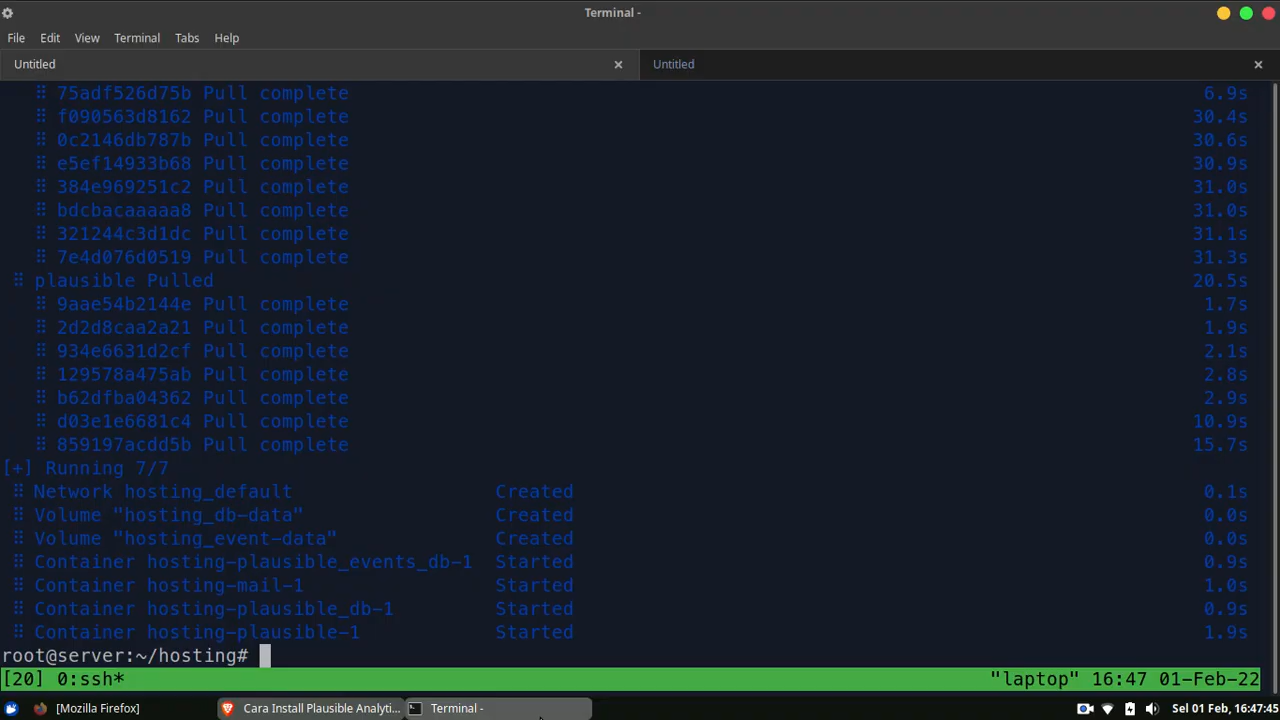 Terminal -
File Edit View Terminal Tabs Help
Untitled × Untitled ×
75adf526d75b Pull complete 6.9s
f090563d8162 Pull complete 30.4s
0c2146db787b Pull complete 30.6s
e5ef14933b68 Pull complete 30.9s
384e969251c2 Pull complete 31.0s
bdcbacaaaaa8 Pull complete 31.0s
321244c3d1dc Pull complete 31.1s
7e4d076d0519 Pull complete 31.3s
plausible Pulled 20.5s
9aae54b2144e Pull complete 1.7s
2d2d8caa2a21 Pull complete 1.9s
934e6631d2cf Pull complete 2.1s
129578a475ab Pull complete 2.8s
b62dfba04362 Pull complete 2.9s
d03e1e6681c4 Pull complete 10.9s
859197acdd5b Pull complete 15.7s
[+] Running 7/7
Network hosting_default Created 0.1s
Volume "hosting_db-data" Created 0.0s
Volume "hosting_event-data" Created 0.0s
Container hosting-plausible_events_db-1 Started 0.9s
Container hosting-mail-1 Started 1.0s
Container hosting-plausible_db-1 Started 0.9s
Container hosting-plausible-1 Started 1.9s
root@server:~/hosting#
[20] 0:ssh* "laptop" 16:47 01-Feb-22
[Mozilla Firefox] Cara Install Plausible Analyti... Terminal - Sel 01 Feb, 16:47:45